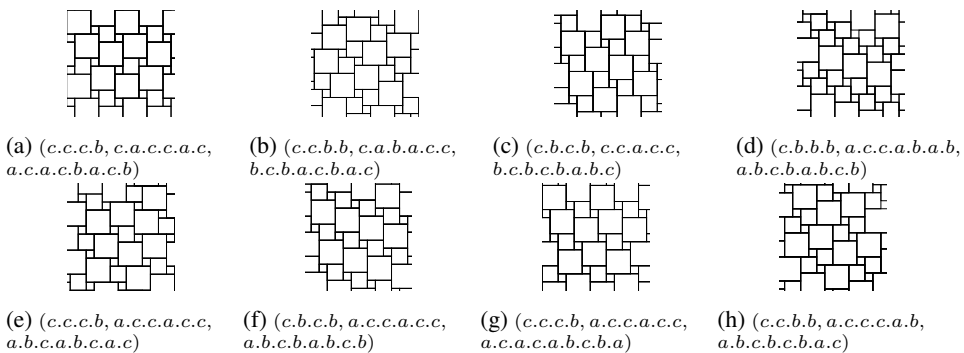 (a) (c.c.c.b, c.a.c.c.a.c,
a.c.a.c.b.a.c.b)
(b) (c.c.b.b, c.a.b.a.c.c,
b.c.b.a.c.b.a.c)
(c) (c.b.c.b, c.c.a.c.c,
b.c.b.c.b.a.b.c)
(d) (c.b.b.b, a.c.c.a.b.a.b,
a.b.c.b.a.b.c.b)
(e) (c.c.c.b, a.c.c.a.c.c,
a.b.c.a.b.c.a.c)
(f) (c.b.c.b, a.c.c.a.c.c,
a.b.c.b.a.b.c.b)
(g) (c.c.c.b, a.c.c.a.c.c,
a.c.a.c.a.b.c.b.a)
(h) (c.c.b.b, a.c.c.c.a.b,
a.b.c.b.c.b.a.c)